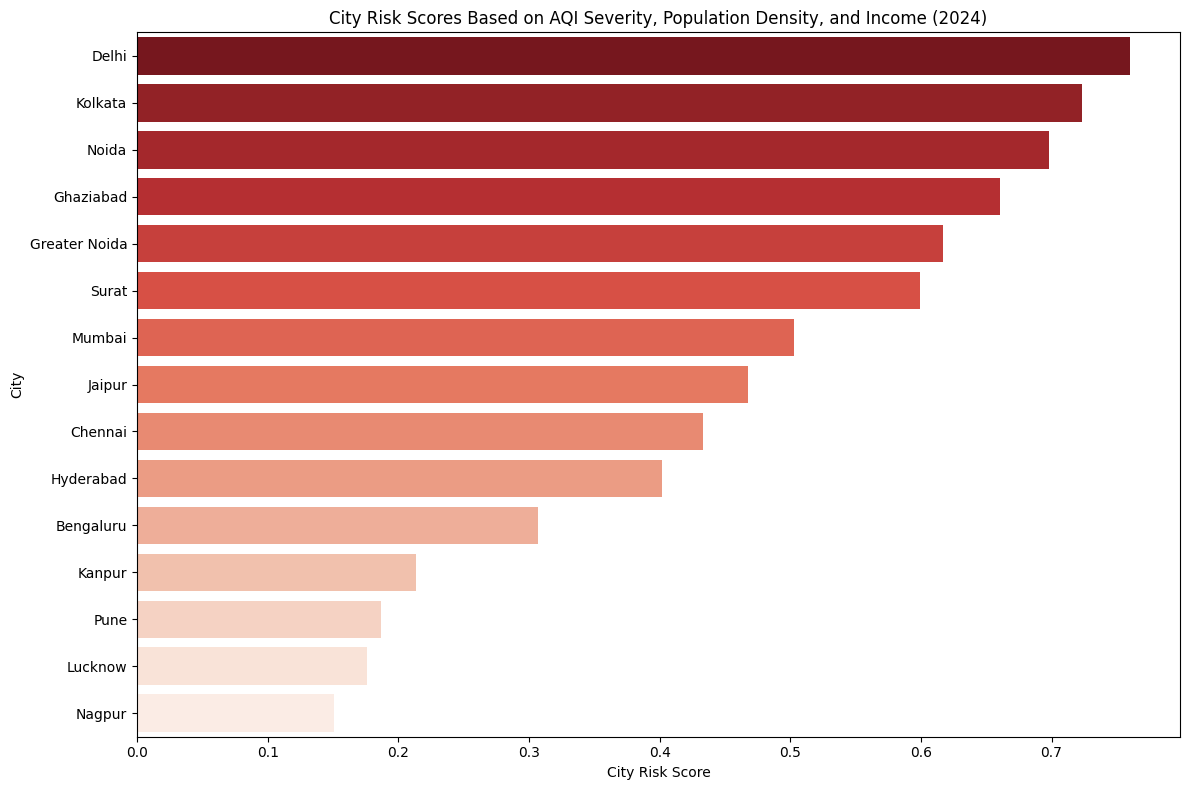 City Risk Scores Based on AQI Severity, Population Density, and Income (2024)
Delhi
Kolkata
Noida
Ghaziabad
Greater Noida
Surat
Mumbai
Jaipur
Chennai
Hyderabad
Bengaluru
Kanpur
Pune
Lucknow
Nagpur
City
0.0 0.1 0.2 0.3 0.4 0.5 0.6 0.7
City Risk Score